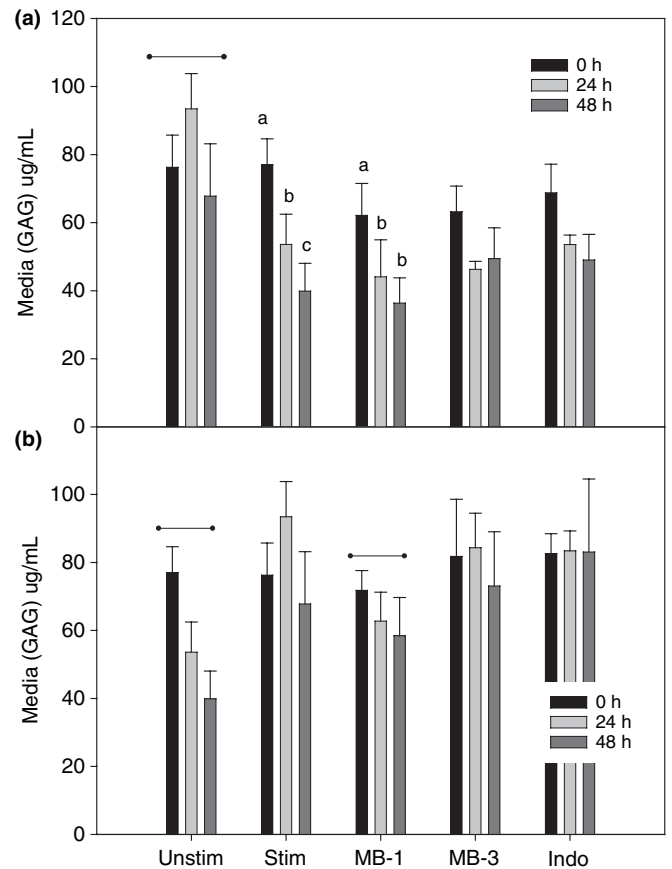 (a)
120
100
80
60
40
20
0
Media (GAG) ug/mL
0 h
24 h
48 h
a
b
c
a
b
b
(b)
100
80
60
40
20
0
Media (GAG) ug/mL
0 h
24 h
48 h
Unstim Stim MB-1 MB-3 Indo